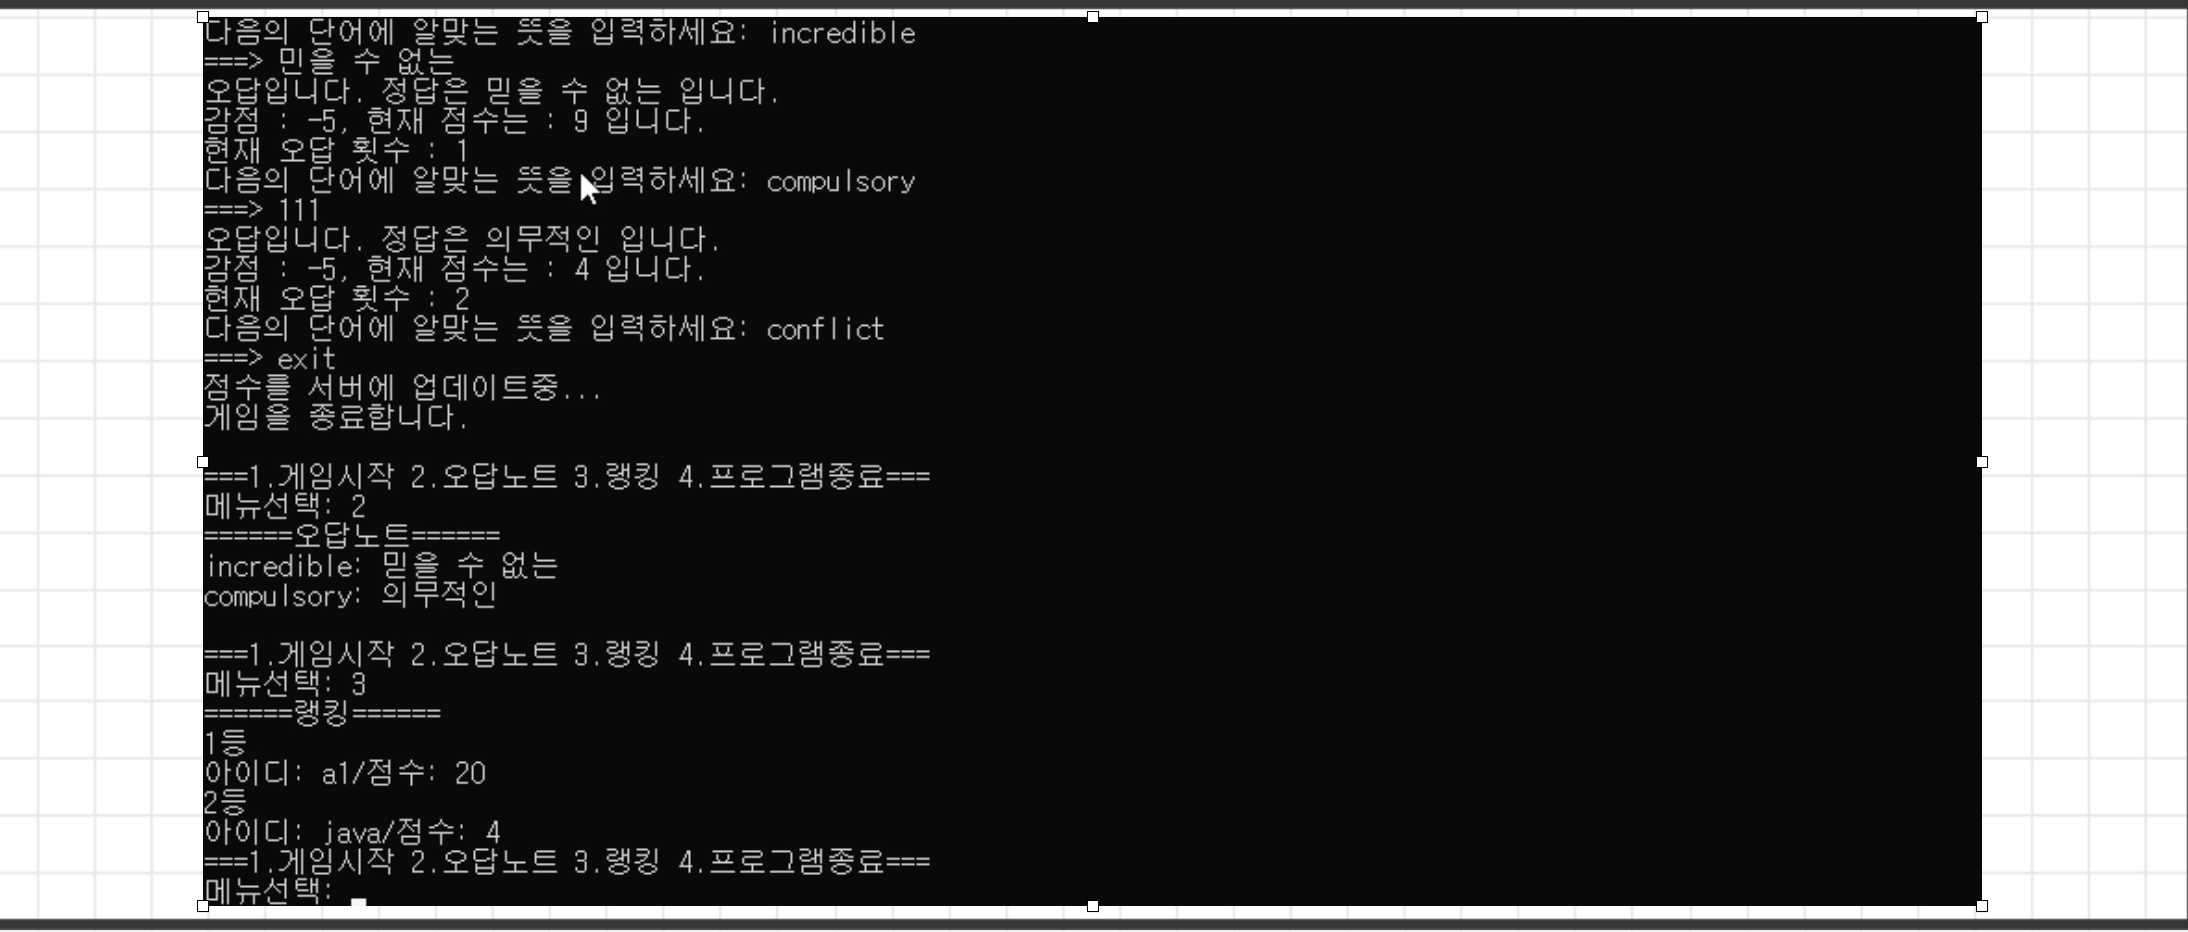 다음의 단어에 알맞는 뜻을 입력하세요: incredible
===> 민을 수 없는
오답입니다. 정답은 믿을 수 없는 입니다.
감점 : -5, 현재 점수는 : 9 입니다.
현재 오답 횟수 : 1
다음의 단어에 알맞는 뜻을 입력하세요: compulsory
===> 111
오답입니다. 정답은 의무적인 입니다.
감점 : -5, 현재 점수는 : 4 입니다.
현재 오답 횟수 : 2
다음의 단어에 알맞는 뜻을 입력하세요: conflict
===> exit
점수를 서버에 업데이트중...
게임을 종료합니다.

===1.게임시작 2.오답노트 3.랭킹 4.프로그램종료===
메뉴선택: 2
======오답노트======
incredible: 믿을 수 없는
compulsory: 의무적인

===1.게임시작 2.오답노트 3.랭킹 4.프로그램종료===
메뉴선택: 3
======랭킹======
1등
아이디: a1/점수: 20
2등
아이디: java/점수: 4
===1.게임시작 2.오답노트 3.랭킹 4.프로그램종료===
메뉴선택: